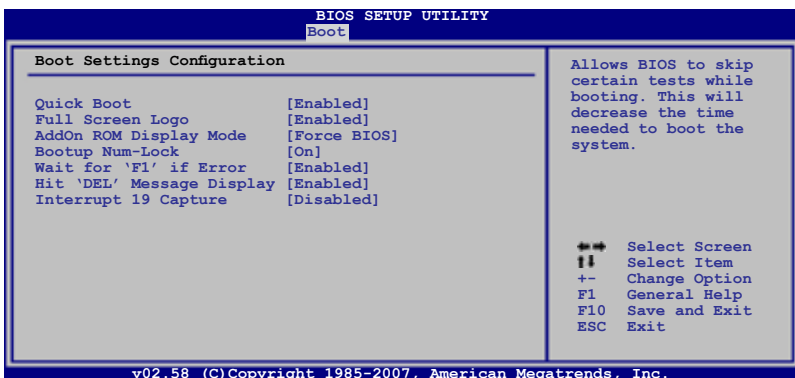 BIOS SETUP UTILITY
Boot
Boot Settings Configuration
Quick Boot [Enabled]
Full Screen Logo [Enabled]
AddOn ROM Display Mode [Force BIOS]
Bootup Num-Lock [On]
Wait for ‘F1’ if Error [Enabled]
Hit ‘DEL’ Message Display [Enabled]
Interrupt 19 Capture [Disabled]
Allows BIOS to skip
certain tests while
booting. This will
decrease the time
needed to boot the
system.
←→ Select Screen
↑↓ Select Item
+- Change Option
F1 General Help
F10 Save and Exit
ESC Exit
v02.58 (C)Copyright 1985-2007, American Megatrends, Inc.